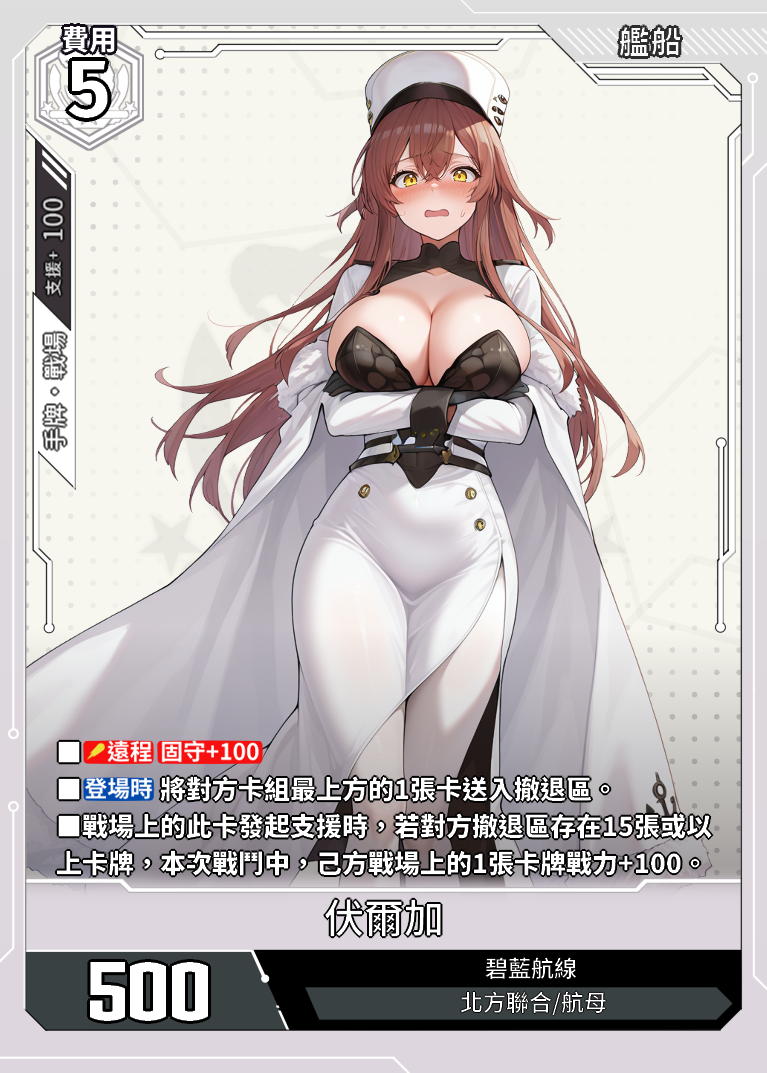 費用
5
艦船
支援+ 100
手牌・戰場
遠程 固守+100
登場時 將對方卡組最上方的1張卡送入撤退區。
■戰場上的此卡發起支援時，若對方撤退區存在15張或以
上卡牌，本次戰鬥中，己方戰場上的1張卡牌戰力+100。
伏爾加
500
碧藍航線
北方聯合/航母